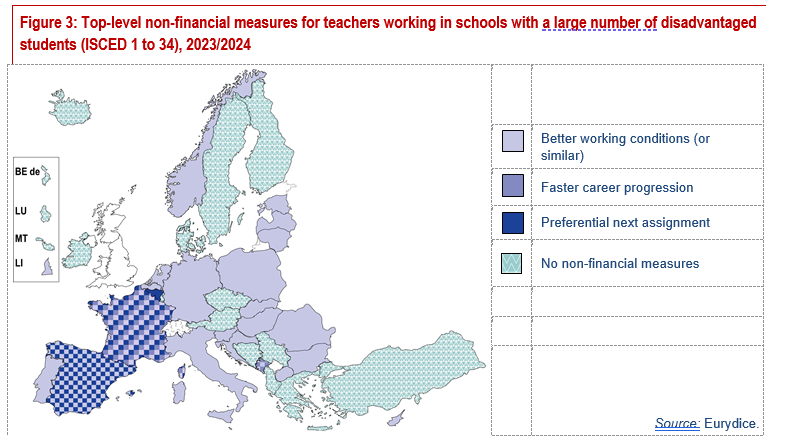 Figure 3: Top-level non-financial measures for teachers working in schools with a large number of disadvantaged
students (ISCED 1 to 34), 2023/2024
BE de
LU
MT
LI
Better working conditions (or
similar)
Faster career progression
Preferential next assignment
No non-financial measures
Source: Eurydice.